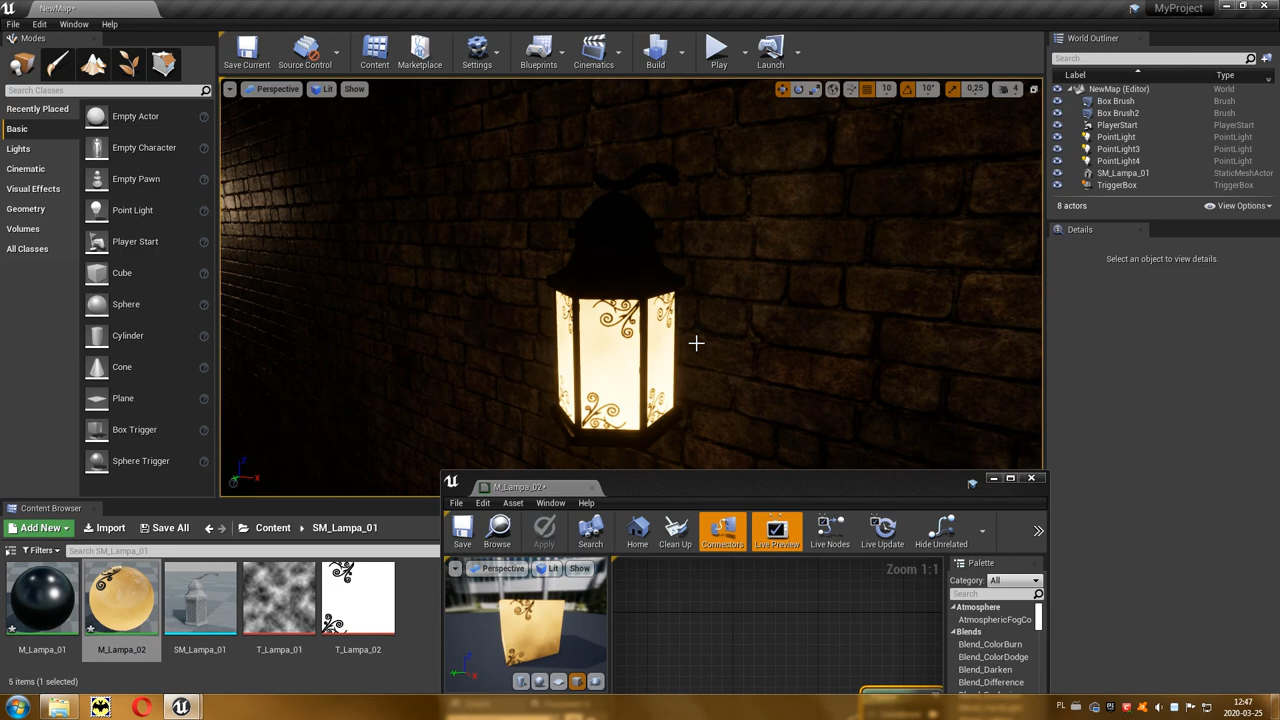 NewMap*
MyProject
File Edit Window Help
Modes
Search Classes
Recently Placed
Basic
Lights
Cinematic
Visual Effects
Geometry
Volumes
All Classes
Empty Actor
Empty Character
Empty Pawn
Point Light
Player Start
Cube
Sphere
Cylinder
Cone
Plane
Box Trigger
Sphere Trigger
Save Current Source Control Content Marketplace Settings Blueprints Cinematics Build Play Launch
Perspective Lit Show
10 10° 0,25 4
World Outliner
Search...
Label Type
NewMap (Editor) World
Box Brush Brush
Box Brush2 Brush
PlayerStart PlayerStart
PointLight PointLight
PointLight3 PointLight
PointLight4 PointLight
SM_Lampa_01 StaticMeshActor
TriggerBox TriggerBox
8 actors View Options
Details
Select an object to view details.
Content Browser
Add New Import Save All Content SM_Lampa_01
Filters Search SM_Lampa_01
M_Lampa_01 M_Lampa_02 SM_Lampa_01 T_Lampa_01 T_Lampa_02
5 items (1 selected)
M_Lampa_02*
File Edit Asset Window Help
Save Browse Apply Search Home Clean Up Connectors Live Preview Live Nodes Live Update Hide Unrelated
Perspective Lit Show
Zoom 1:1
Palette
Category: All
Search
Atmosphere
AtmosphericFogCo
Blends
Blend_ColorBurn
Blend_ColorDodge
Blend_Darken
Blend_Difference
PL
12:47
2020-03-25